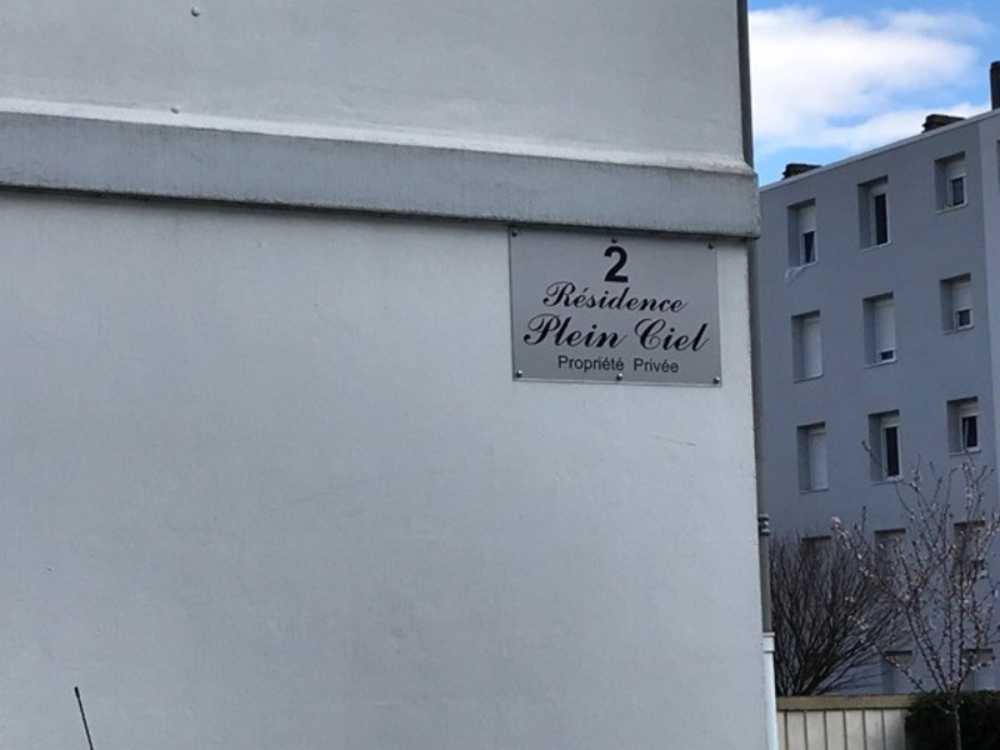 2
Résidence
Plein Ciel
Propriété Privée